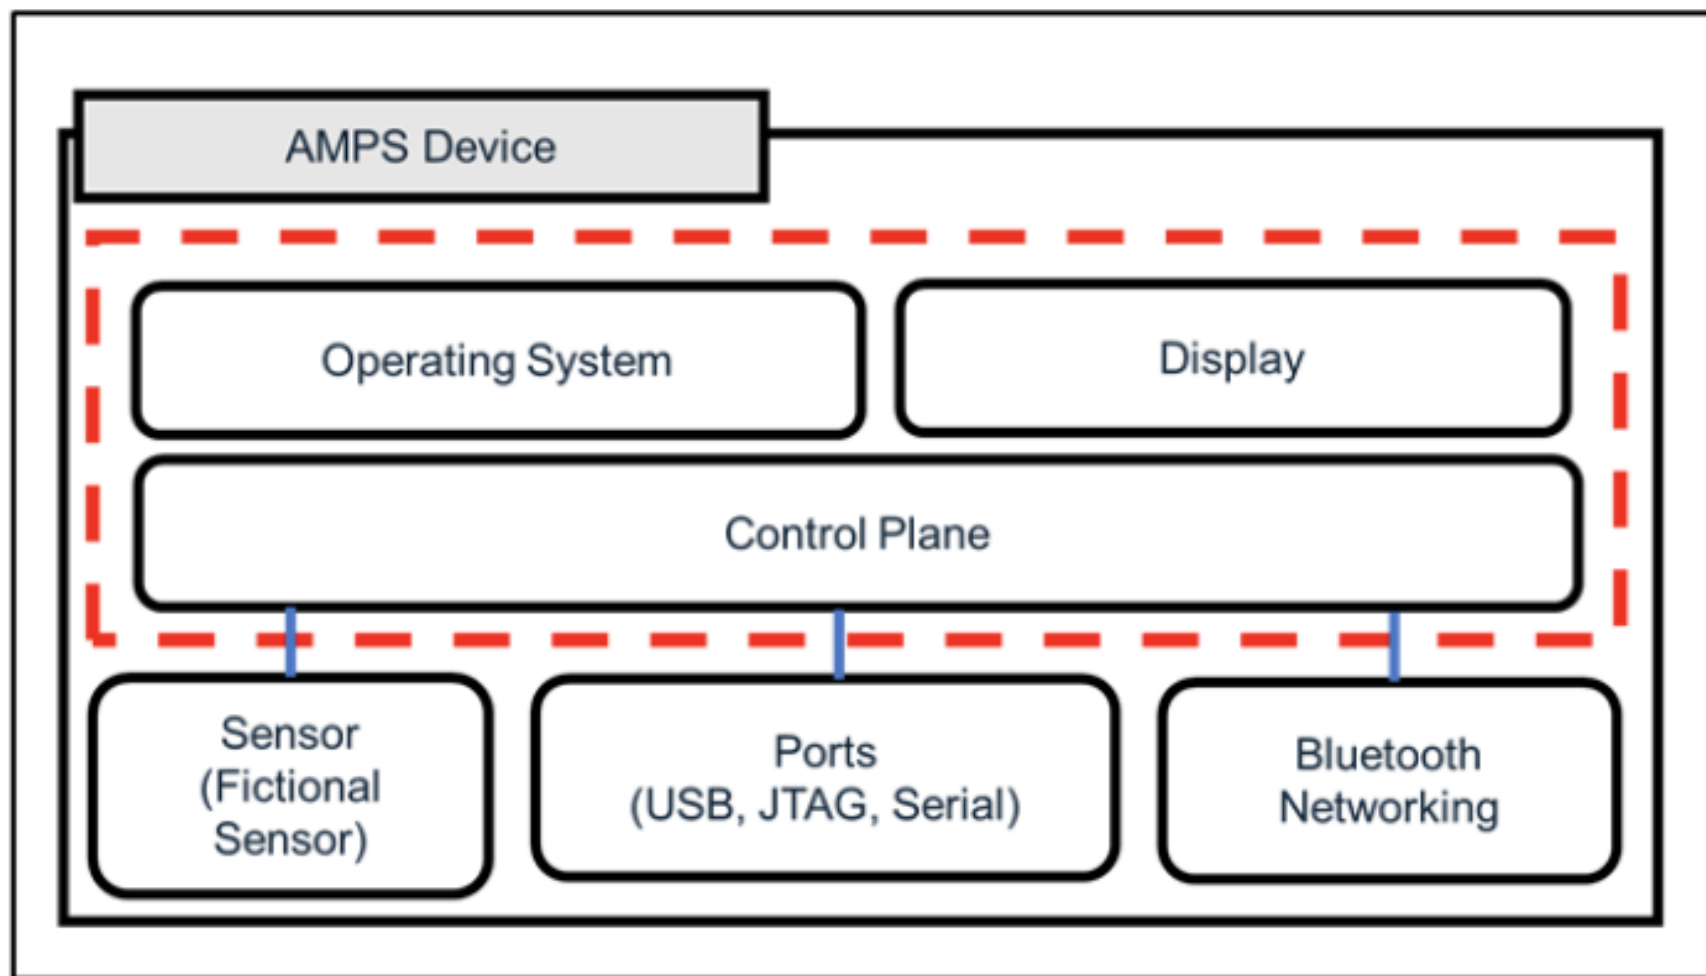 AMPS Device
Operating System
Display
Control Plane
Sensor
(Fictional
Sensor)
Ports
(USB, JTAG, Serial)
Bluetooth
Networking